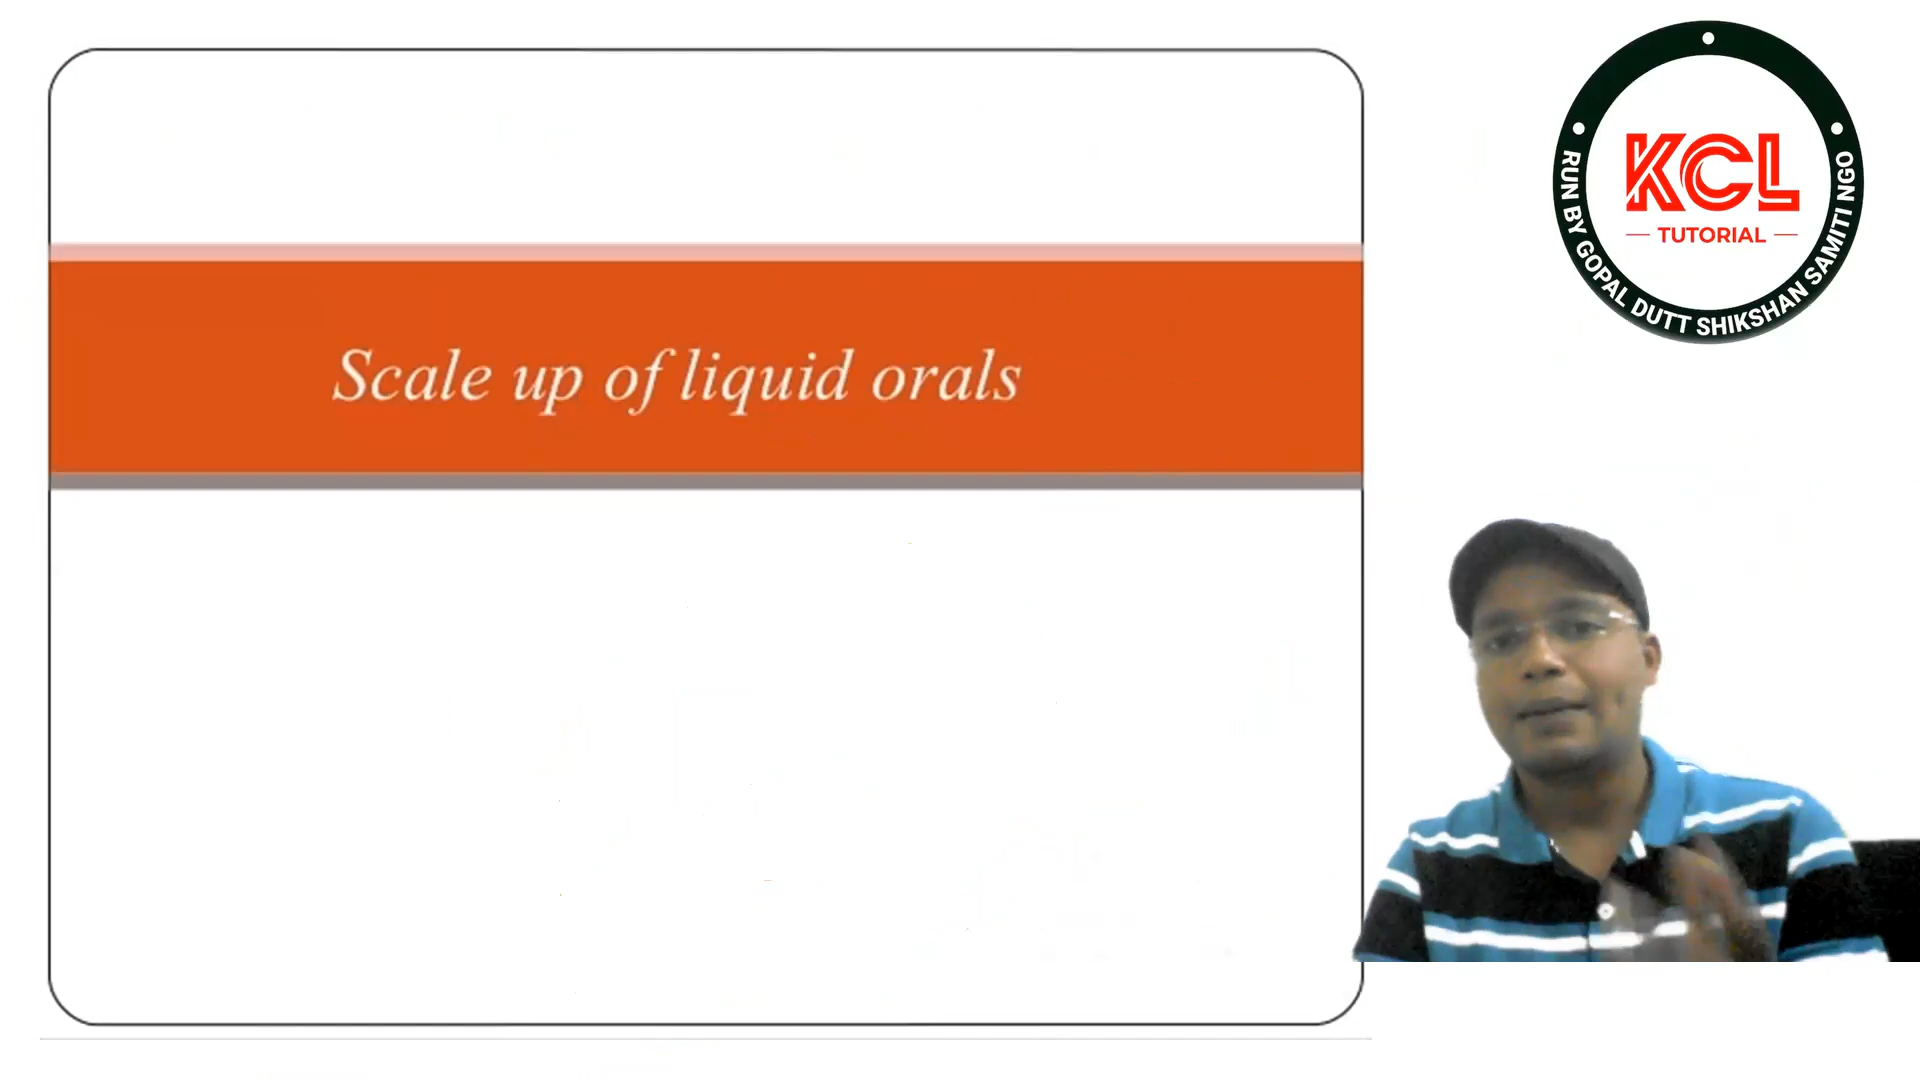 Scale up of liquid orals
KCL
TUTORIAL
RUN BY GOPAL DUTT SHIKSHAN SAMITI NGO